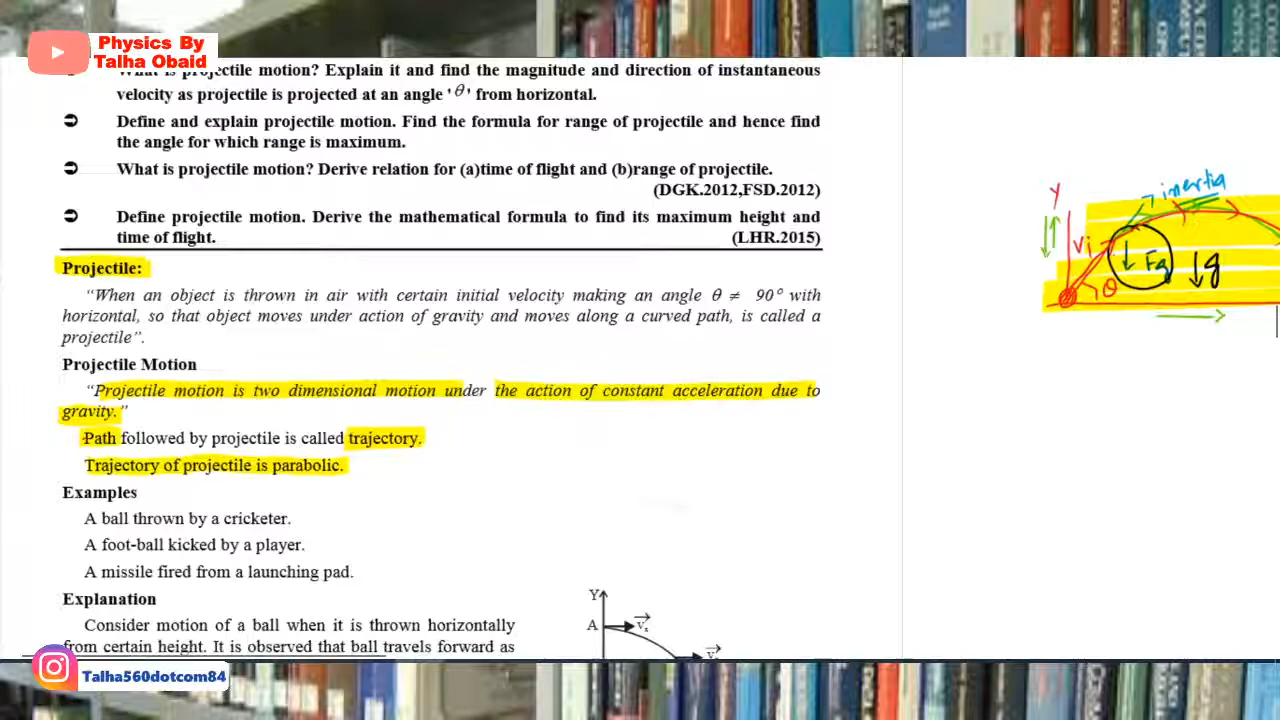 Physics By
Talha Obaid
What is projectile motion? Explain it and find the magnitude and direction of instantaneous
velocity as projectile is projected at an angle 'θ' from horizontal.
➲ Define and explain projectile motion. Find the formula for range of projectile and hence find
the angle for which range is maximum.
➲ What is projectile motion? Derive relation for (a)time of flight and (b)range of projectile.
(DGK.2012,FSD.2012)
➲ Define projectile motion. Derive the mathematical formula to find its maximum height and
time of flight. (LHR.2015)
Projectile:
“When an object is thrown in air with certain initial velocity making an angle θ ≠ 90° with
horizontal, so that object moves under action of gravity and moves along a curved path, is called a
projectile”.
Projectile Motion
“Projectile motion is two dimensional motion under the action of constant acceleration due to
gravity.”
Path followed by projectile is called trajectory.
Trajectory of projectile is parabolic.
Examples
A ball thrown by a cricketer.
A foot-ball kicked by a player.
A missile fired from a launching pad.
Explanation
Consider motion of a ball when it is thrown horizontally
from certain height. It is observed that ball travels forward as
Y
A
vx
inertia
Y
Vi
Fg
g
θ
Talha560dotcom84